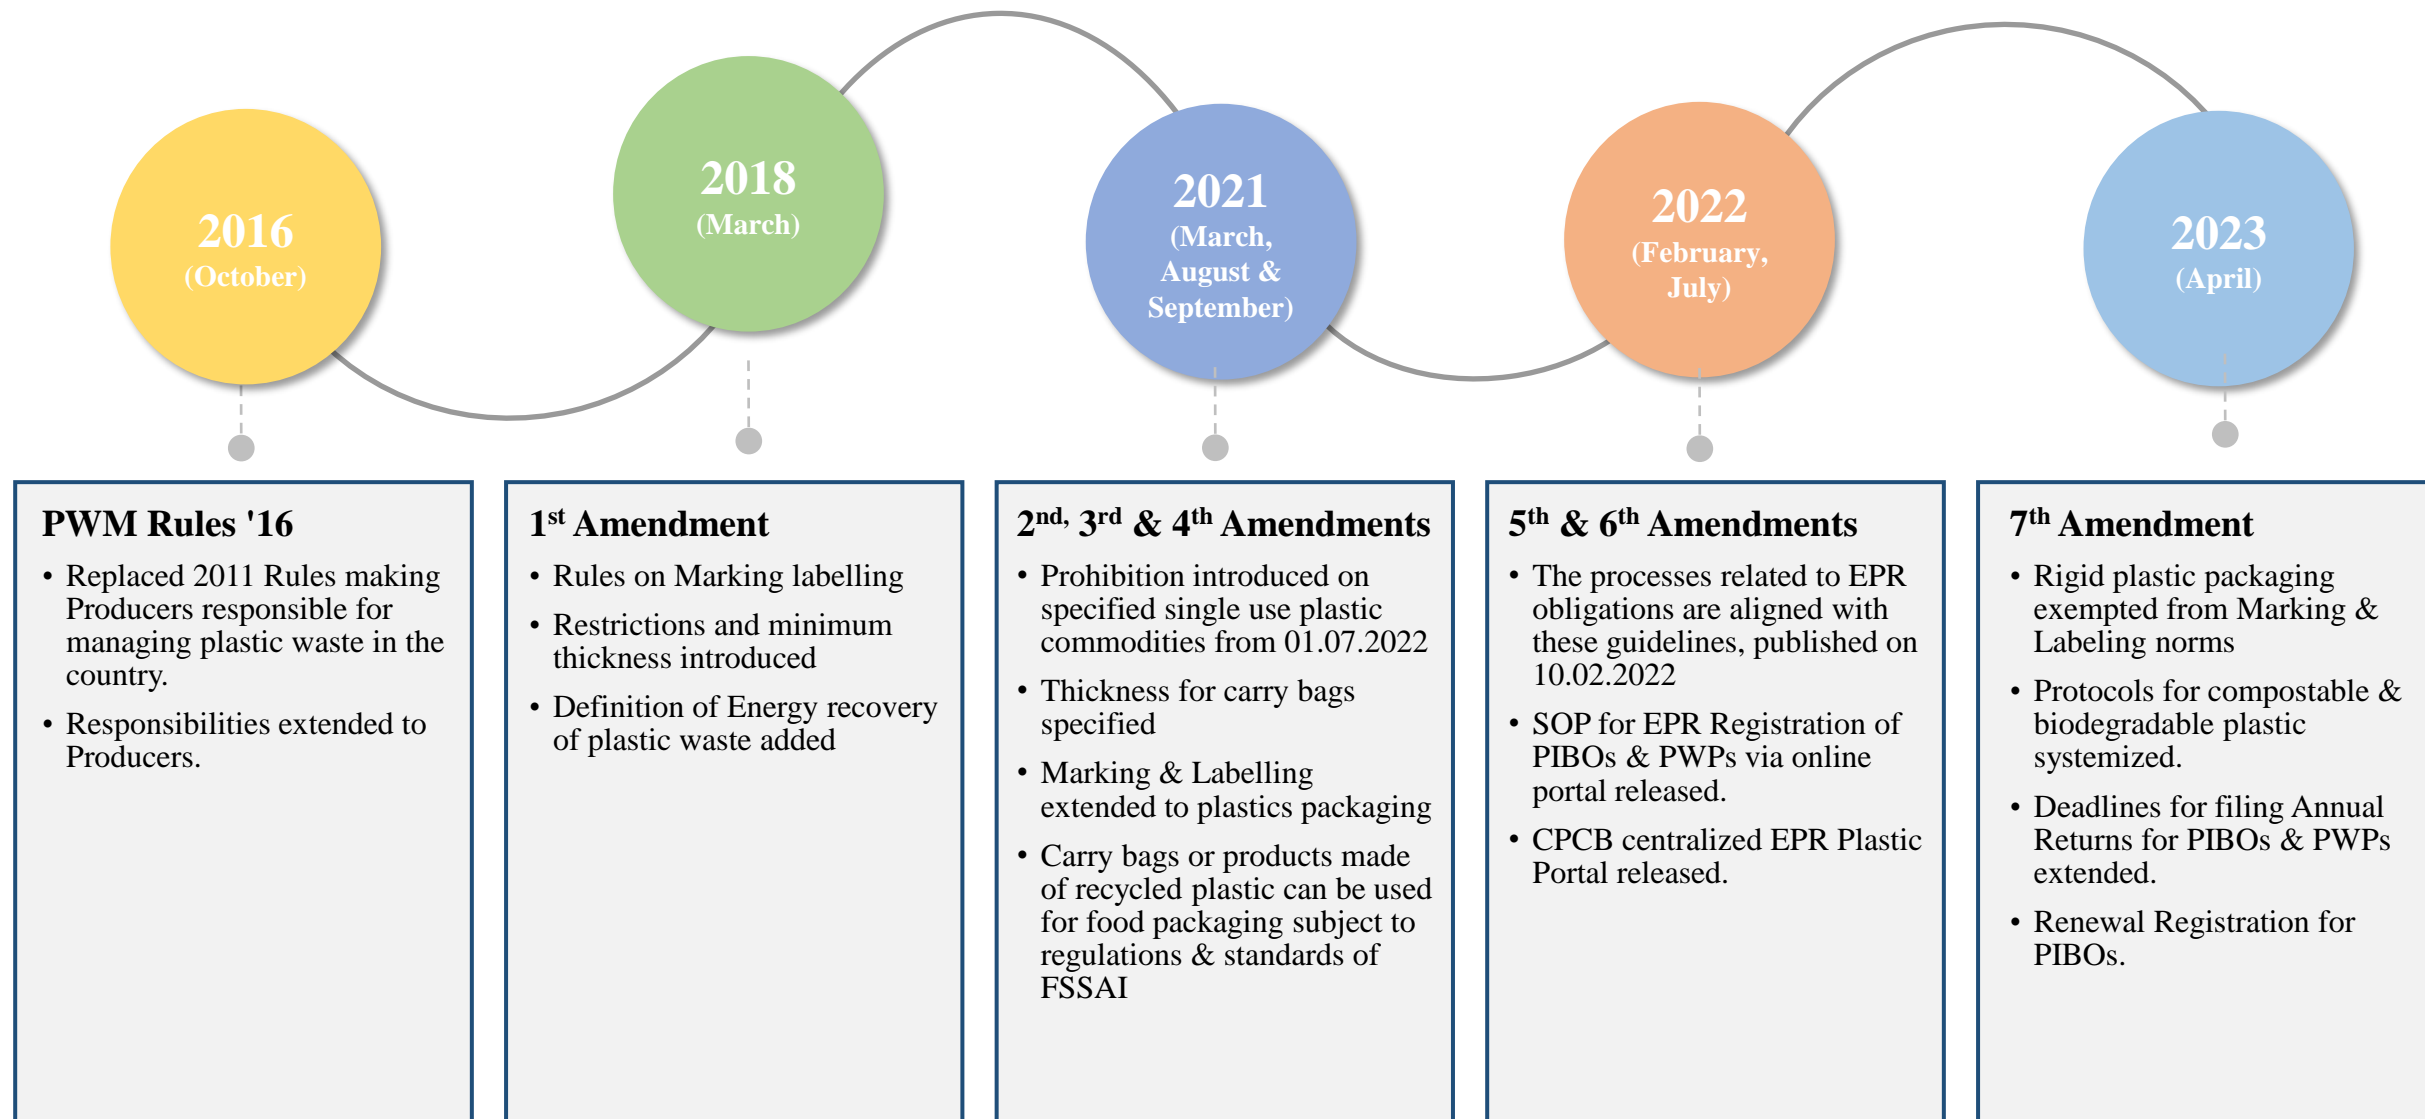 2016
(October)
2018
(March)
2021
(March,
August &
September)
2022
(February,
July)
2023
(April)
PWM Rules '16
• Replaced 2011 Rules making
Producers responsible for
managing plastic waste in the
country.
• Responsibilities extended to
Producers.
1st Amendment
• Rules on Marking labelling
• Restrictions and minimum
thickness introduced
• Definition of Energy recovery
of plastic waste added
2nd, 3rd & 4th Amendments
• Prohibition introduced on
specified single use plastic
commodities from 01.07.2022
• Thickness for carry bags
specified
• Marking & Labelling
extended to plastics packaging
• Carry bags or products made
of recycled plastic can be used
for food packaging subject to
regulations & standards of
FSSAI
5th & 6th Amendments
• The processes related to EPR
obligations are aligned with
these guidelines, published on
10.02.2022
• SOP for EPR Registration of
PIBOs & PWPs via online
portal released.
• CPCB centralized EPR Plastic
Portal released.
7th Amendment
• Rigid plastic packaging
exempted from Marking &
Labeling norms
• Protocols for compostable &
biodegradable plastic
systemized.
• Deadlines for filing Annual
Returns for PIBOs & PWPs
extended.
• Renewal Registration for
PIBOs.